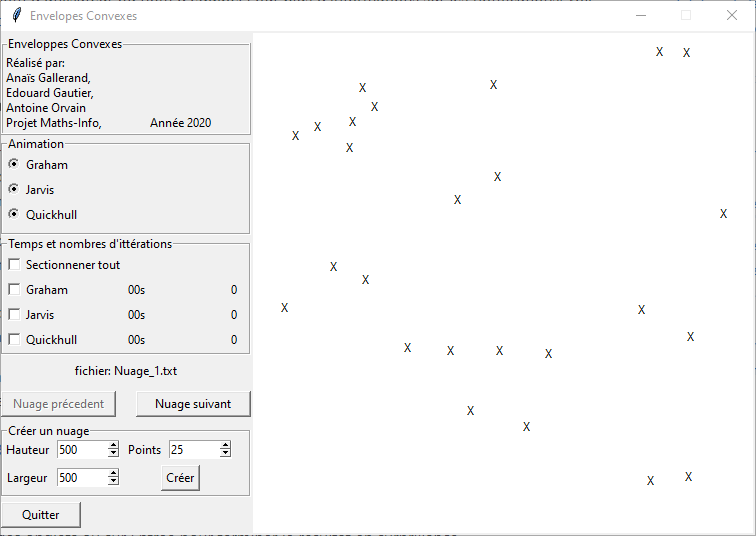 Envelopes Convexes
Enveloppes Convexes
Réalisé par:
Anaïs Gallerand,
Edouard Gautier,
Antoine Orvain
Projet Maths-Info, Année 2020
Animation
Graham
Jarvis
Quickhull
Temps et nombres d'ittérations
Sectionnener tout
Graham 00s 0
Jarvis 00s 0
Quickhull 00s 0
fichier: Nuage_1.txt
Nuage précedent Nuage suivant
Créer un nuage
Hauteur 500 Points 25
Largeur 500 Créer
Quitter